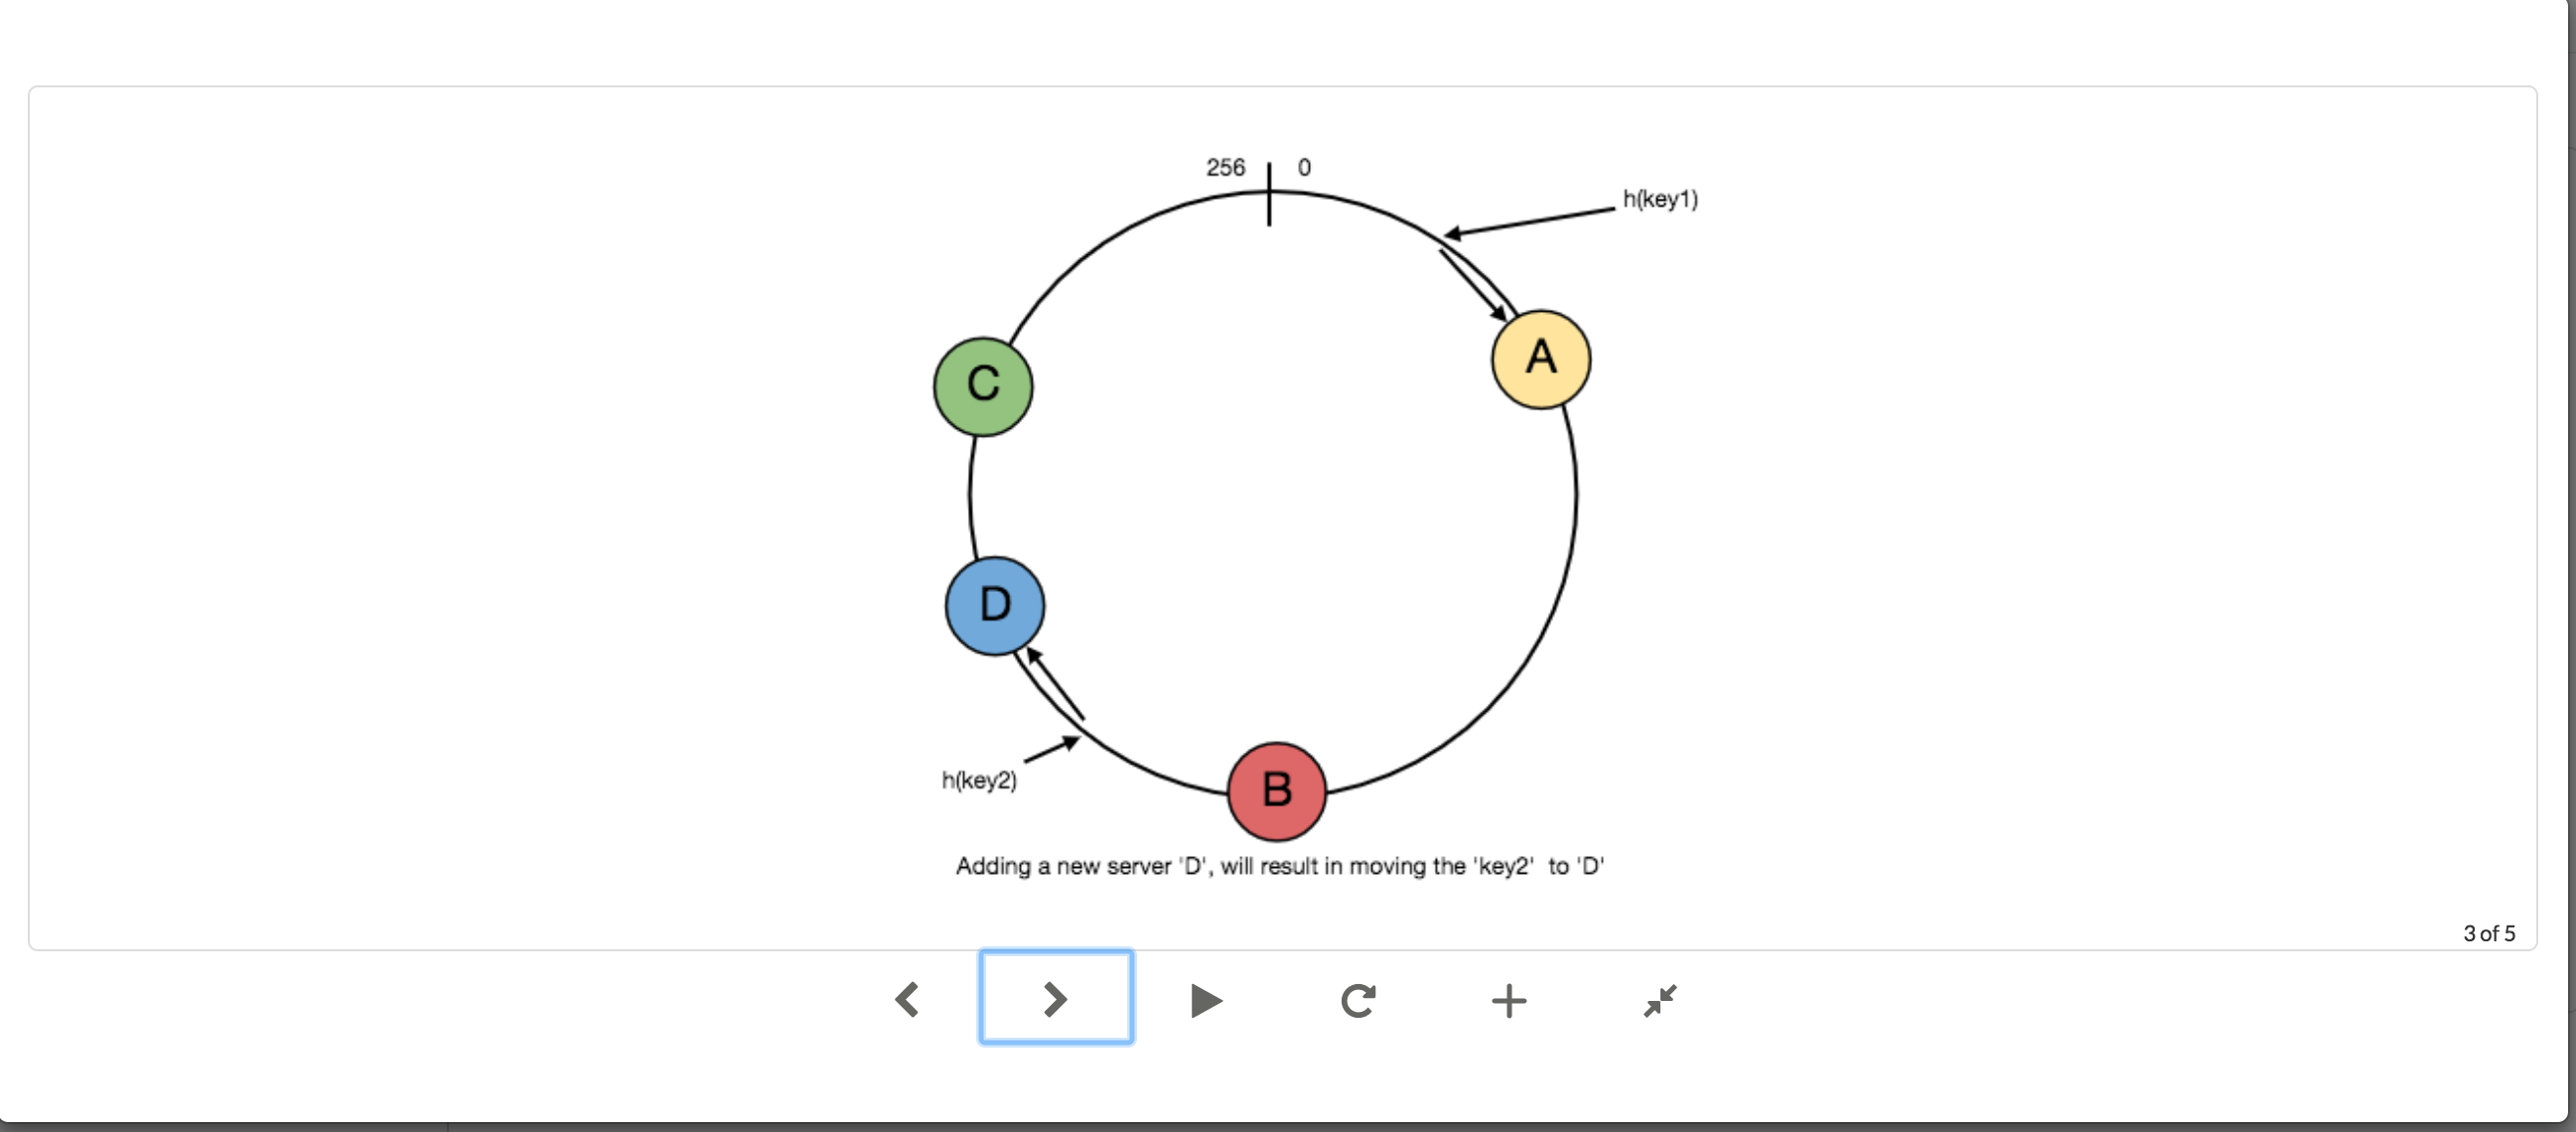 256
0
h(key1)
A
C
D
h(key2)
B
Adding a new server 'D', will result in moving the 'key2'  to 'D'
3 of 5